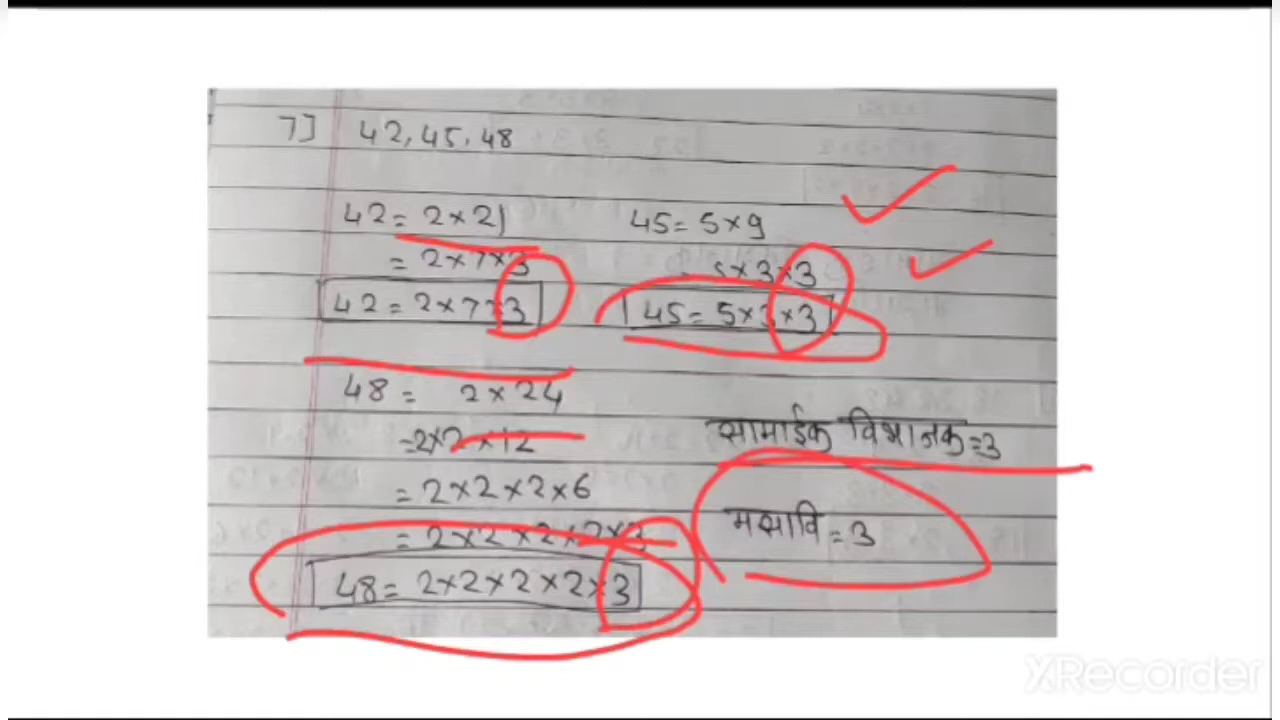 7] 42, 45, 48
42 = 2 × 21
= 2 × 7 × 3
42 = 2 × 7 × 3
45 = 5 × 9
= 5 × 3 × 3
45 = 5 × 3 × 3
48 = 2 × 24
= 2 × 2 × 12
= 2 × 2 × 2 × 6
= 2 × 2 × 2 × 2 × 3
48 = 2 × 2 × 2 × 2 × 3
सामाईक विभाजक = 3
मसावि = 3
XRecorder